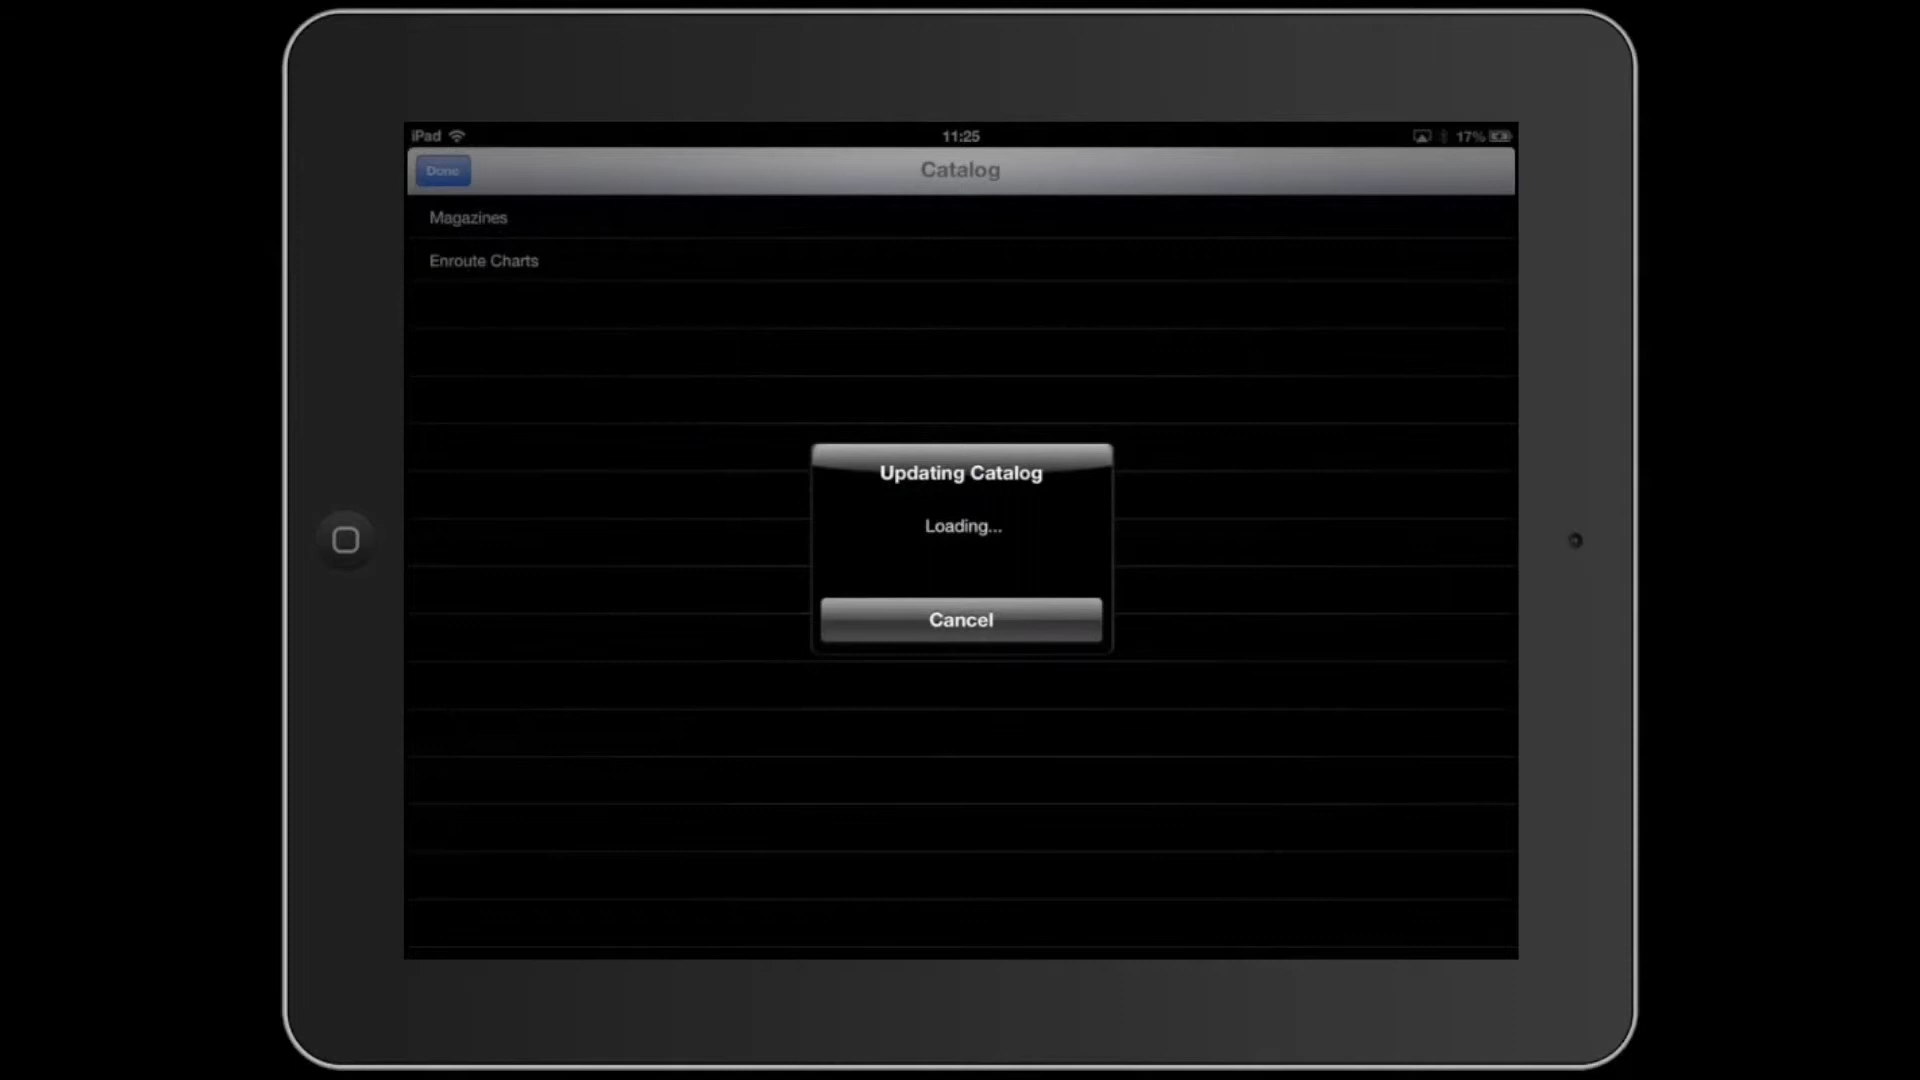 iPad 11:25 17%
Done Catalog
Magazines
Enroute Charts
Updating Catalog
Loading...
Cancel